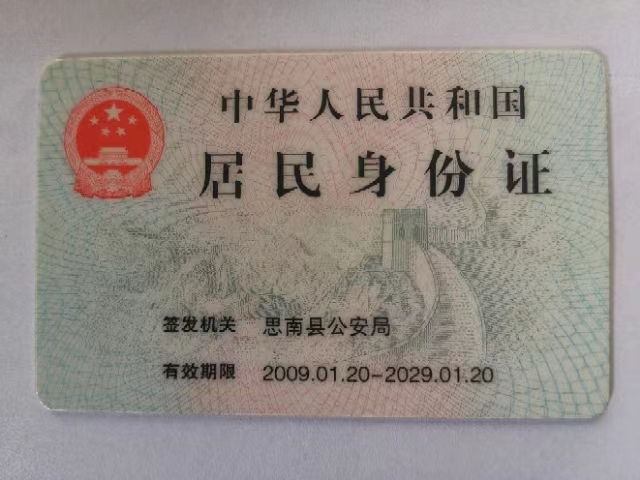 中华人民共和国
居民身份证
签发机关 思南县公安局
有效期限 2009.01.20-2029.01.20